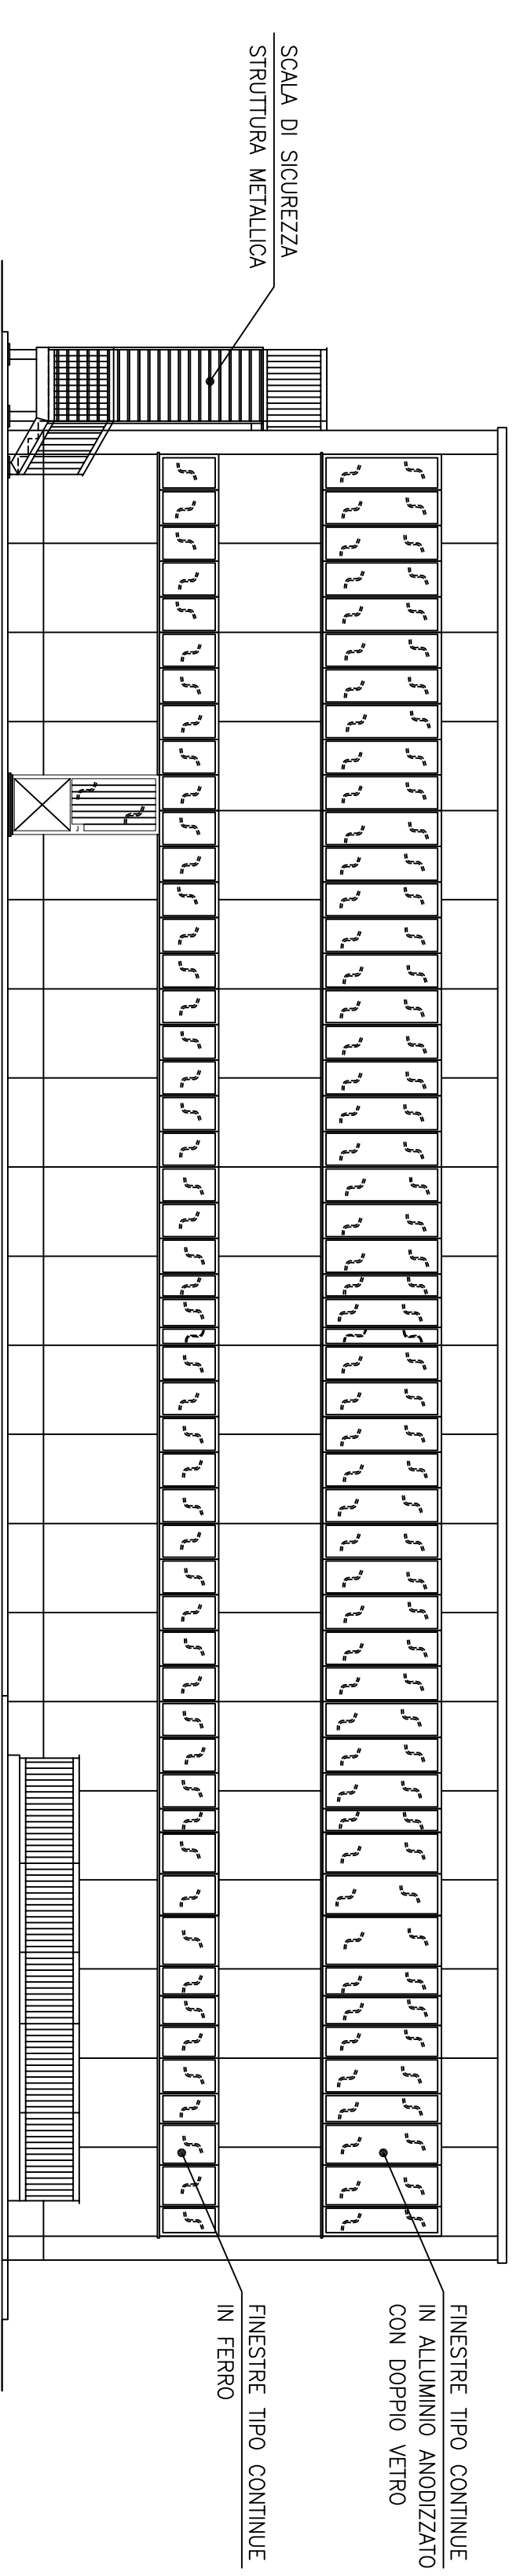 SCALA DI SICUREZZA
STRUTTURA METALLICA
FINESTRE TIPO CONTINUE
IN ALLUMINIO ANODIZZATO
CON DOPPIO VETRO
FINESTRE TIPO CONTINUE
IN FERRO